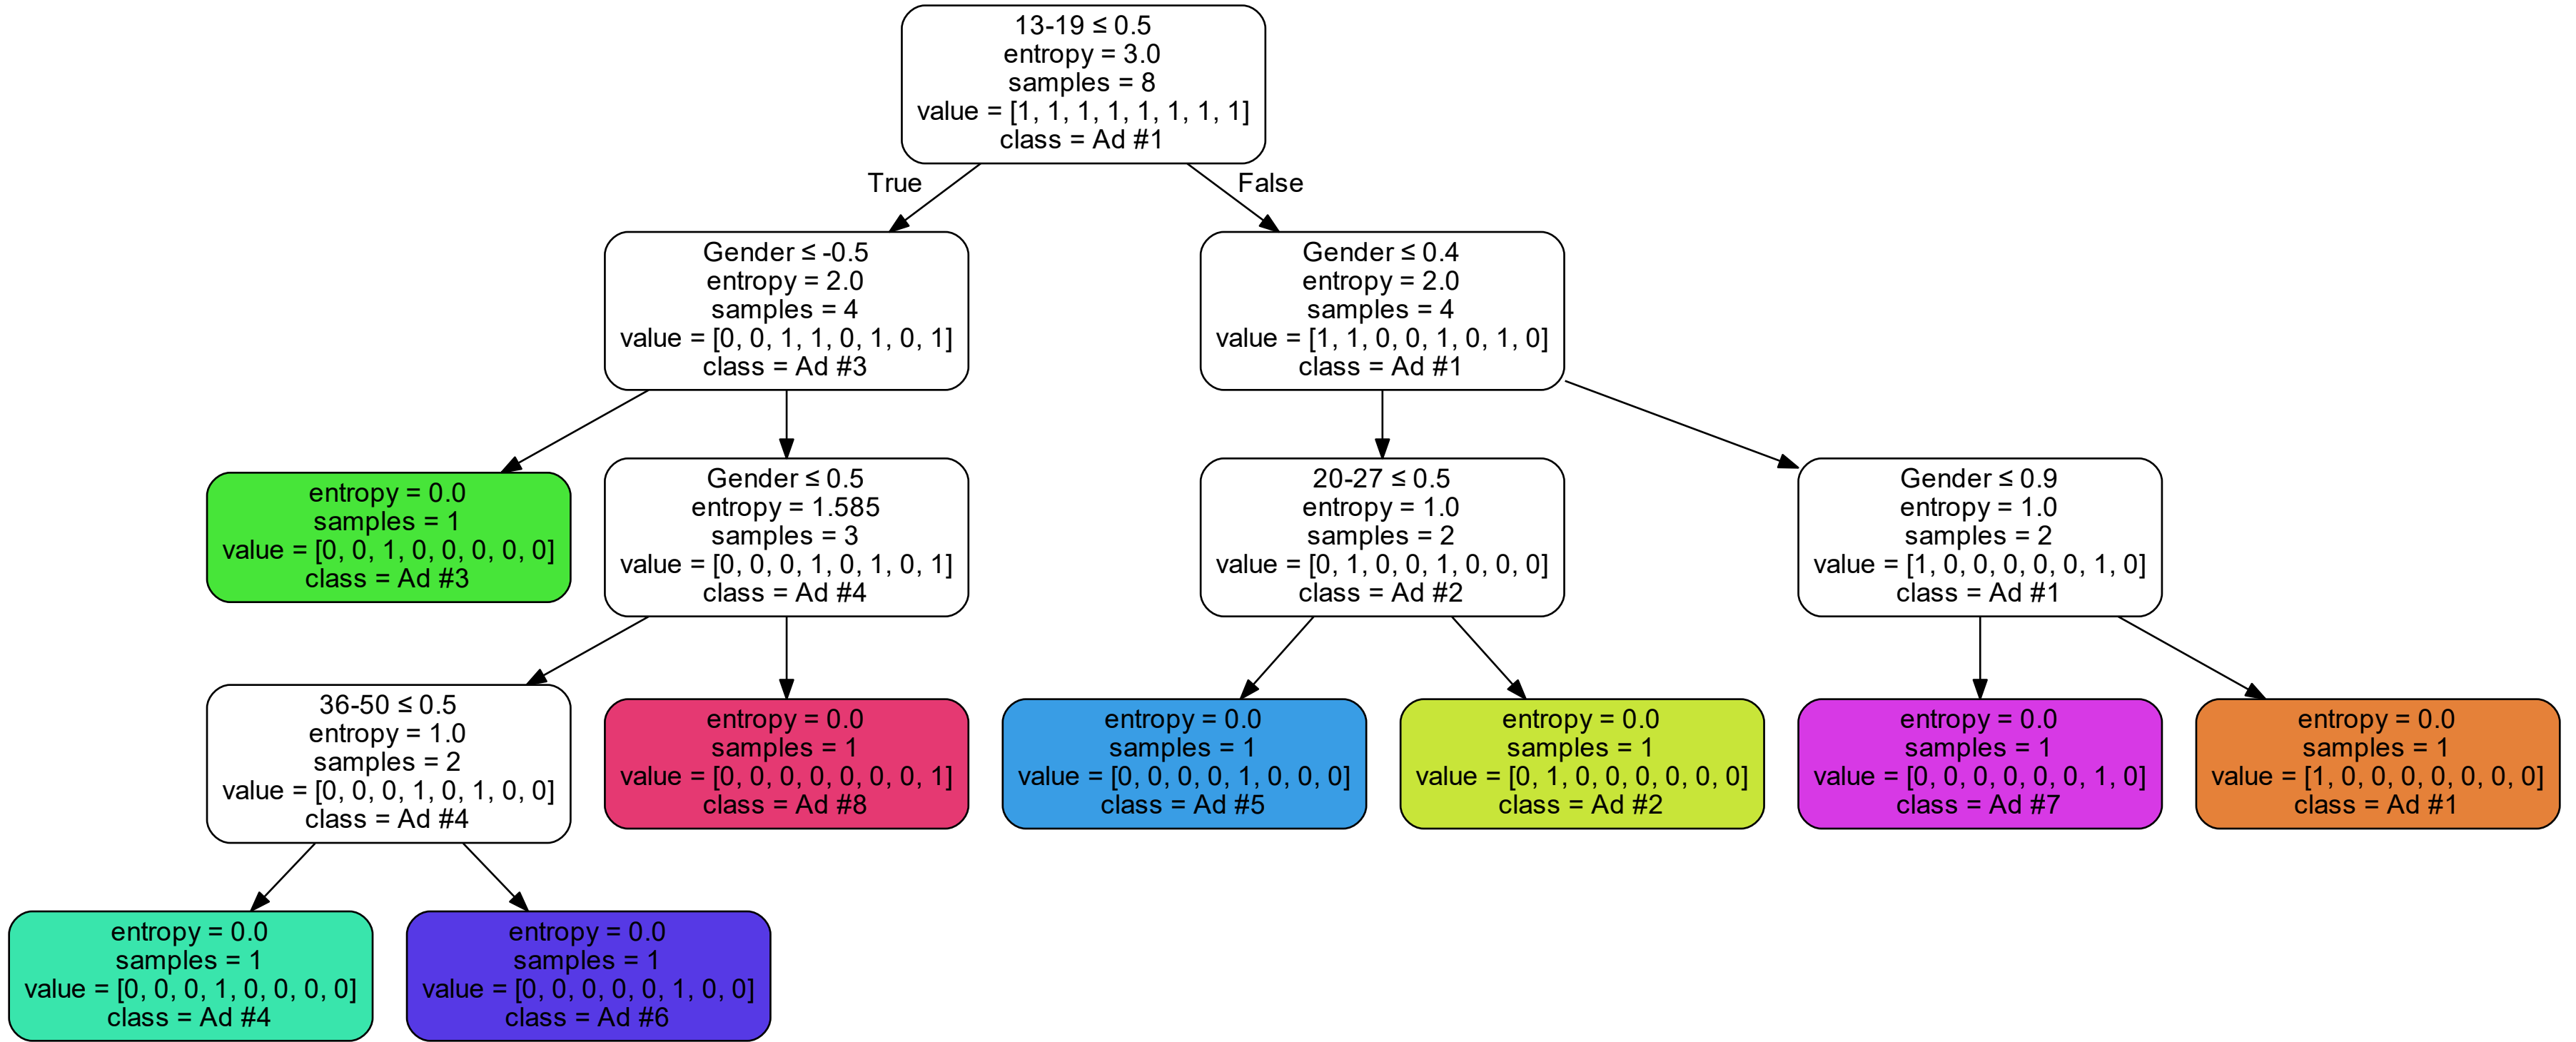 13-19 ≤ 0.5
entropy = 3.0
samples = 8
value = [1, 1, 1, 1, 1, 1, 1, 1]
class = Ad #1
True
False
Gender ≤ -0.5
entropy = 2.0
samples = 4
value = [0, 0, 1, 1, 0, 1, 0, 1]
class = Ad #3
Gender ≤ 0.4
entropy = 2.0
samples = 4
value = [1, 1, 0, 0, 1, 0, 1, 0]
class = Ad #1
entropy = 0.0
samples = 1
value = [0, 0, 1, 0, 0, 0, 0, 0]
class = Ad #3
Gender ≤ 0.5
entropy = 1.585
samples = 3
value = [0, 0, 0, 1, 0, 1, 0, 1]
class = Ad #4
20-27 ≤ 0.5
entropy = 1.0
samples = 2
value = [0, 1, 0, 0, 1, 0, 0, 0]
class = Ad #2
Gender ≤ 0.9
entropy = 1.0
samples = 2
value = [1, 0, 0, 0, 0, 0, 1, 0]
class = Ad #1
36-50 ≤ 0.5
entropy = 1.0
samples = 2
value = [0, 0, 0, 1, 0, 1, 0, 0]
class = Ad #4
entropy = 0.0
samples = 1
value = [0, 0, 0, 0, 0, 0, 0, 1]
class = Ad #8
entropy = 0.0
samples = 1
value = [0, 0, 0, 0, 1, 0, 0, 0]
class = Ad #5
entropy = 0.0
samples = 1
value = [0, 1, 0, 0, 0, 0, 0, 0]
class = Ad #2
entropy = 0.0
samples = 1
value = [0, 0, 0, 0, 0, 0, 1, 0]
class = Ad #7
entropy = 0.0
samples = 1
value = [1, 0, 0, 0, 0, 0, 0, 0]
class = Ad #1
entropy = 0.0
samples = 1
value = [0, 0, 0, 1, 0, 0, 0, 0]
class = Ad #4
entropy = 0.0
samples = 1
value = [0, 0, 0, 0, 0, 1, 0, 0]
class = Ad #6